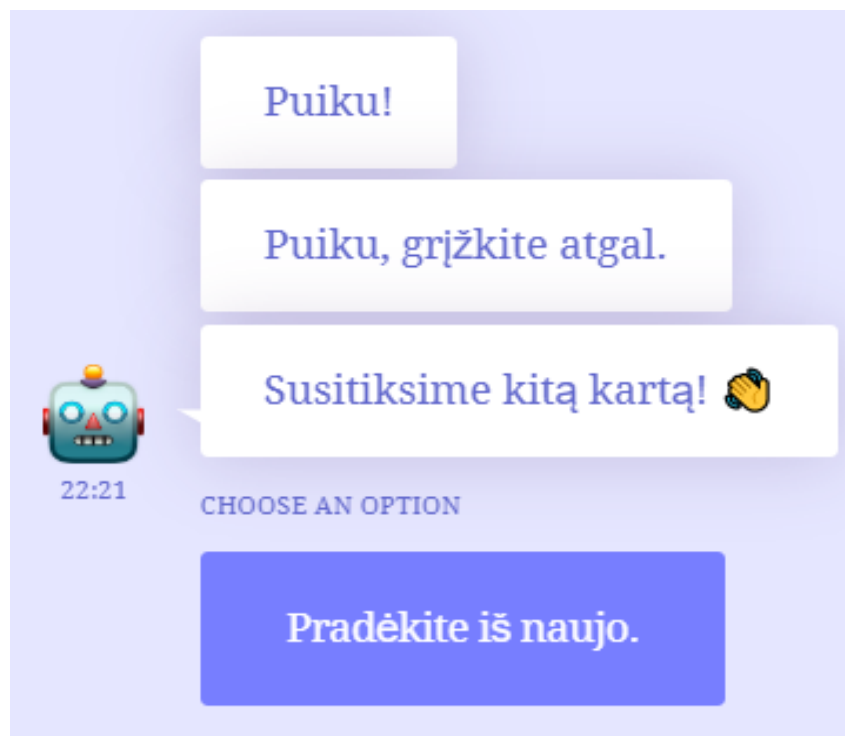 Puiku!
Puiku, grįžkite atgal.
Susitiksime kitą kartą! 👋
22:21
CHOOSE AN OPTION
Pradėkite iš naujo.